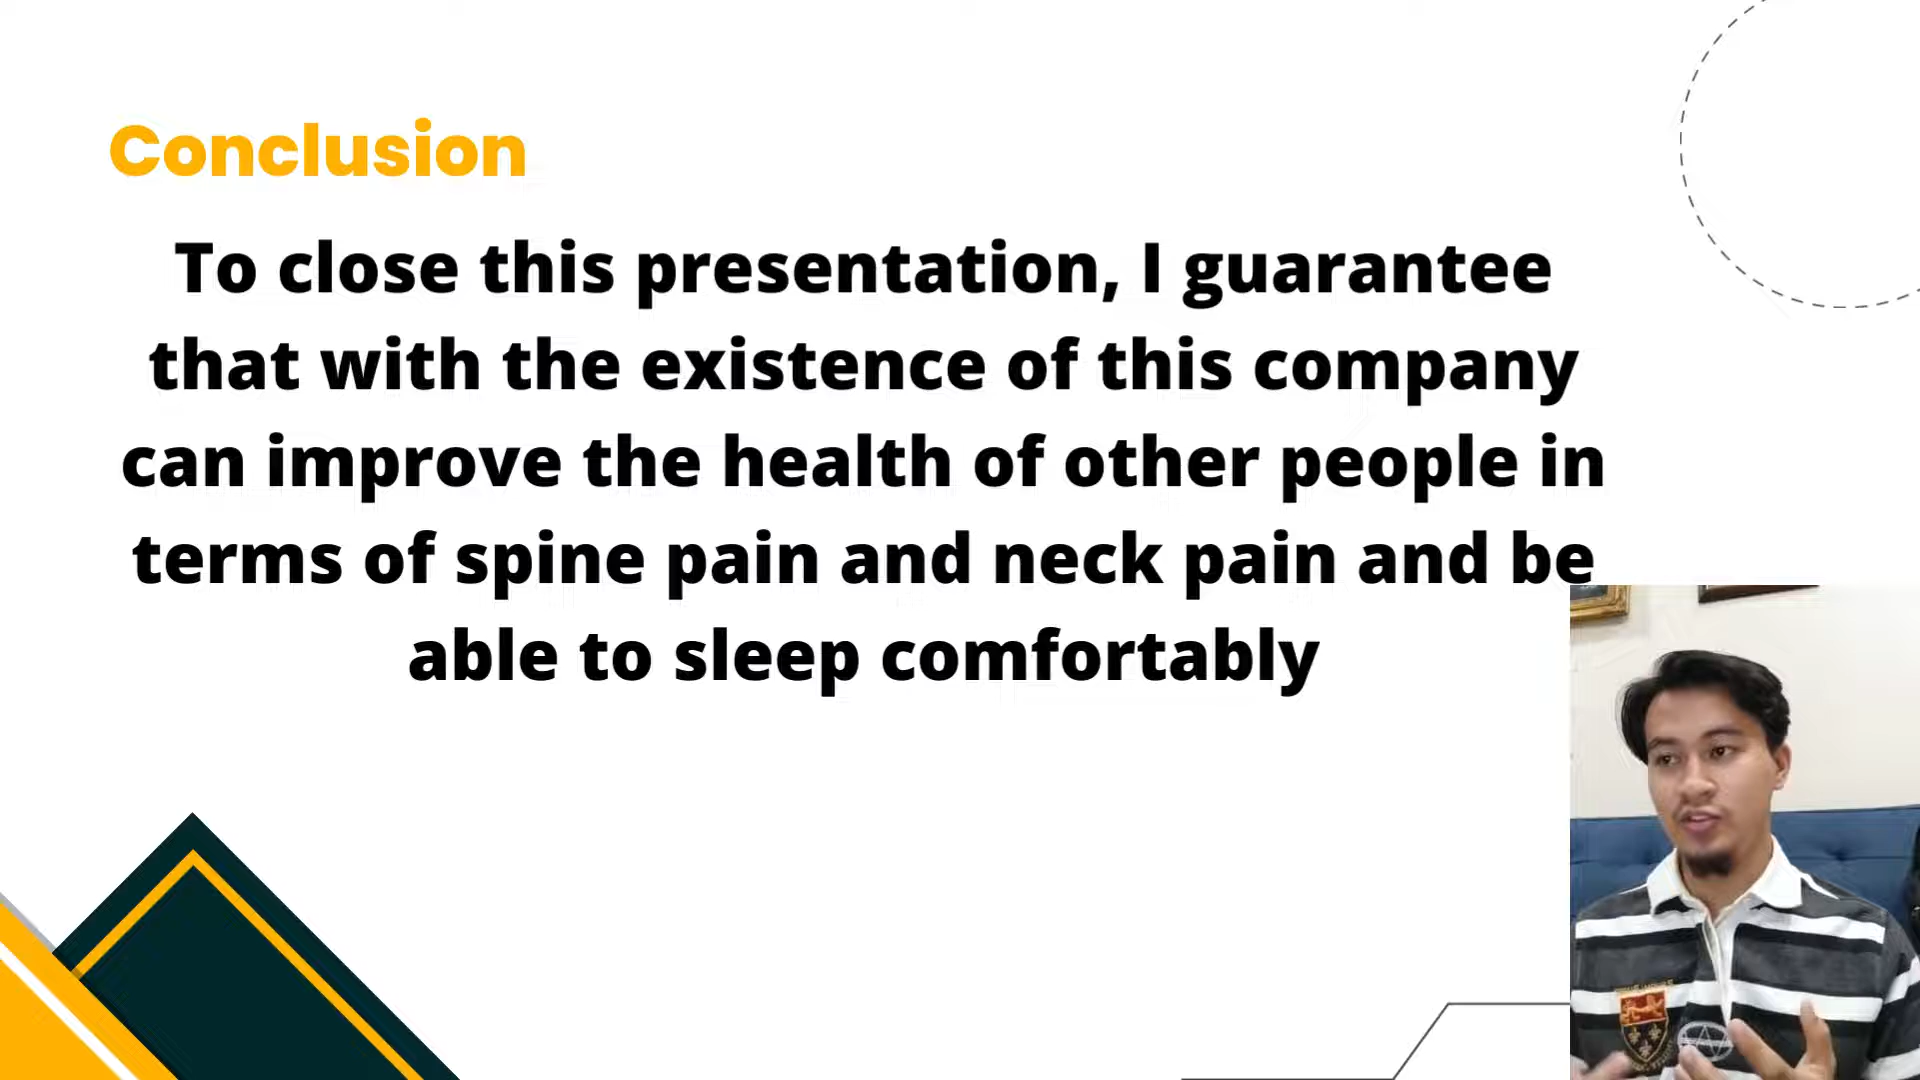 Conclusion
To close this presentation, I guarantee
that with the existence of this company
can improve the health of other people in
terms of spine pain and neck pain and be
able to sleep comfortably